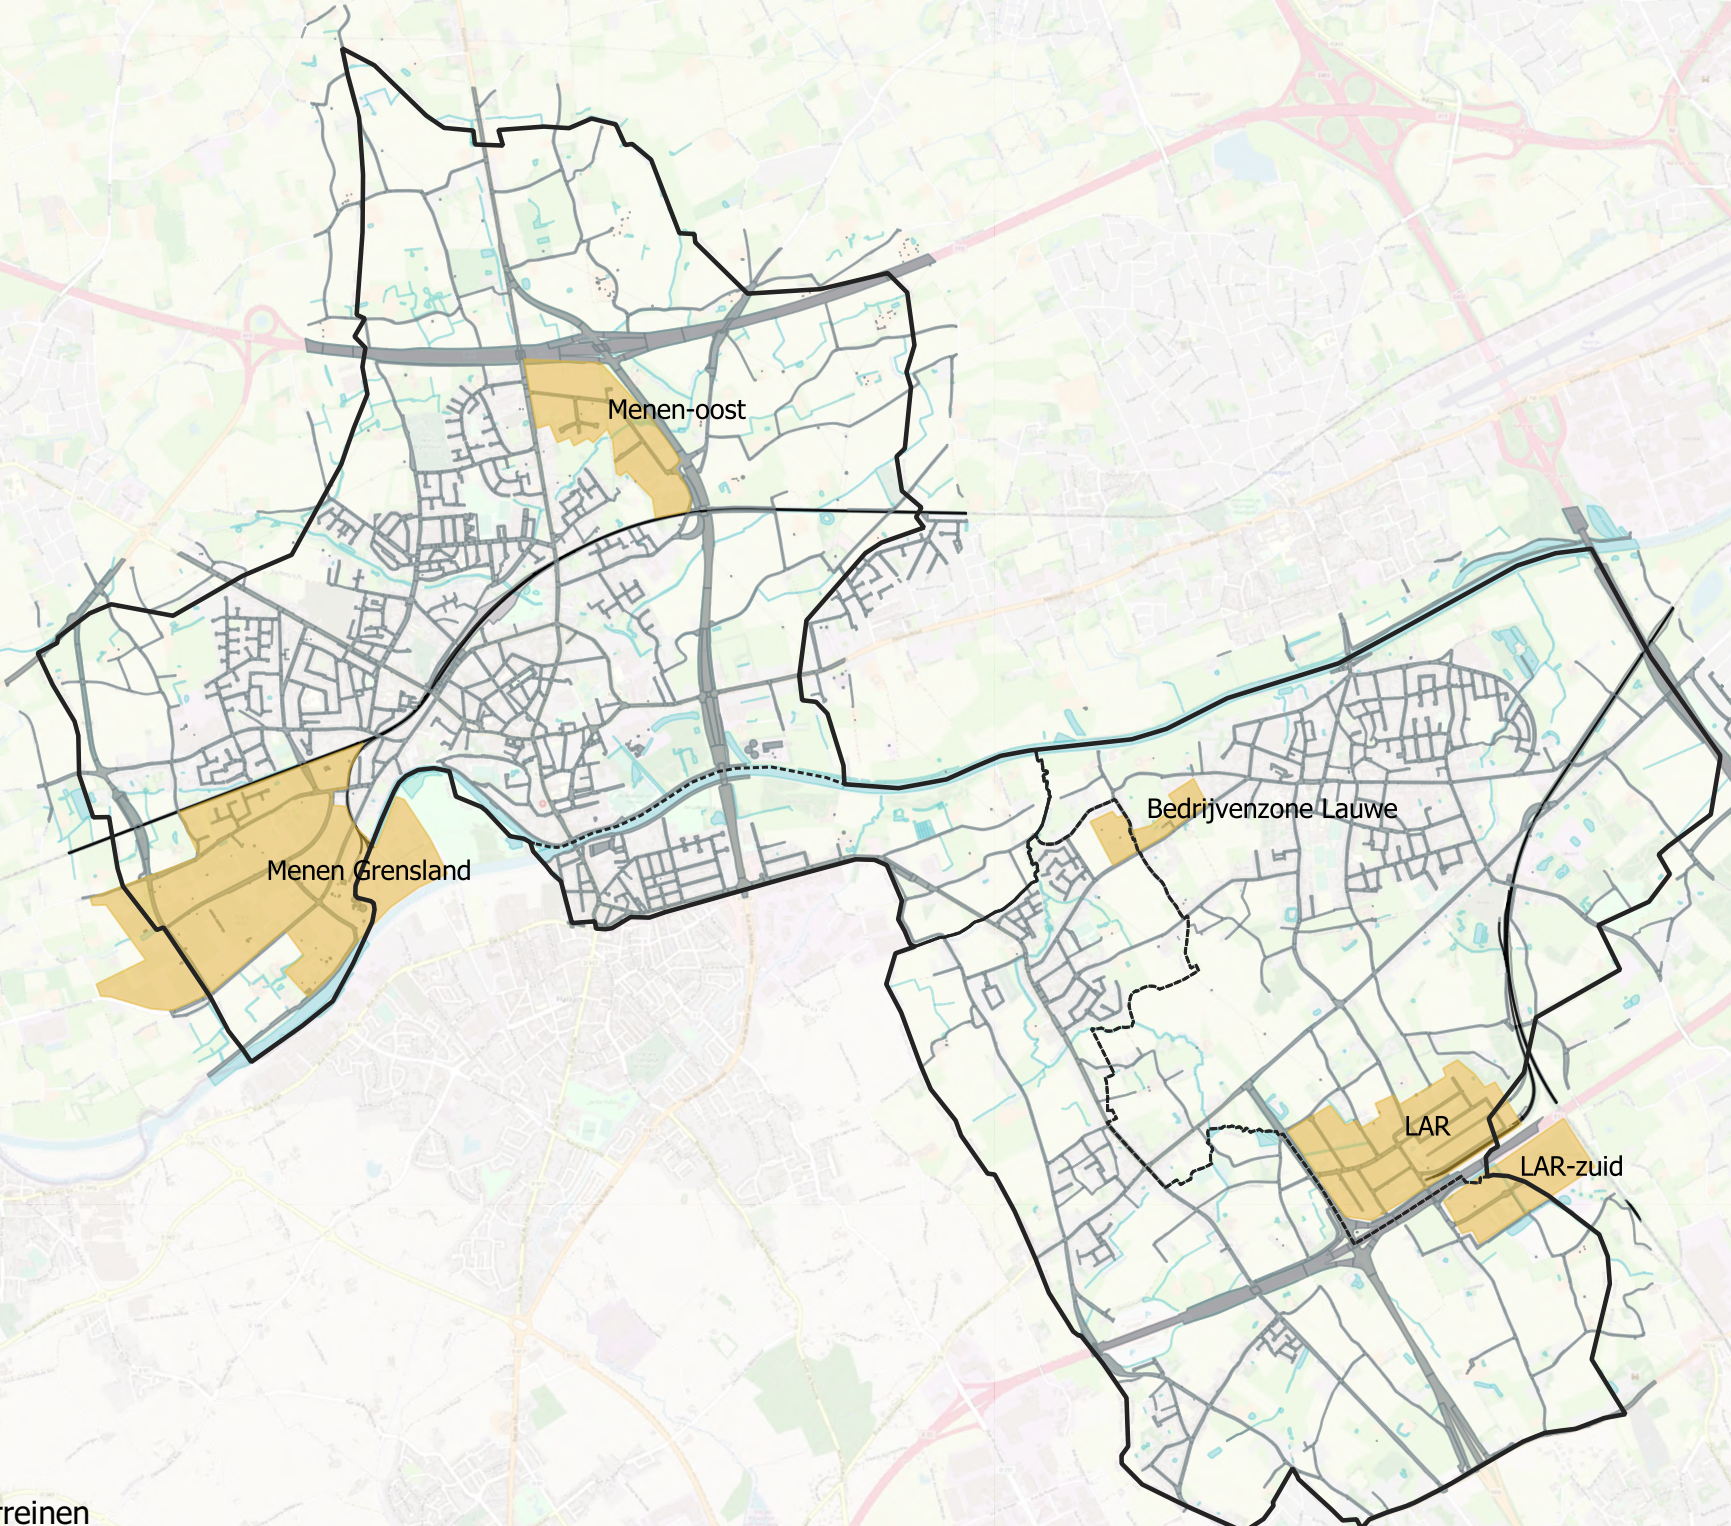 Menen-oost
Bedrijvenzone Lauwe
Menen Grensland
LAR
LAR-zuid
rreinen